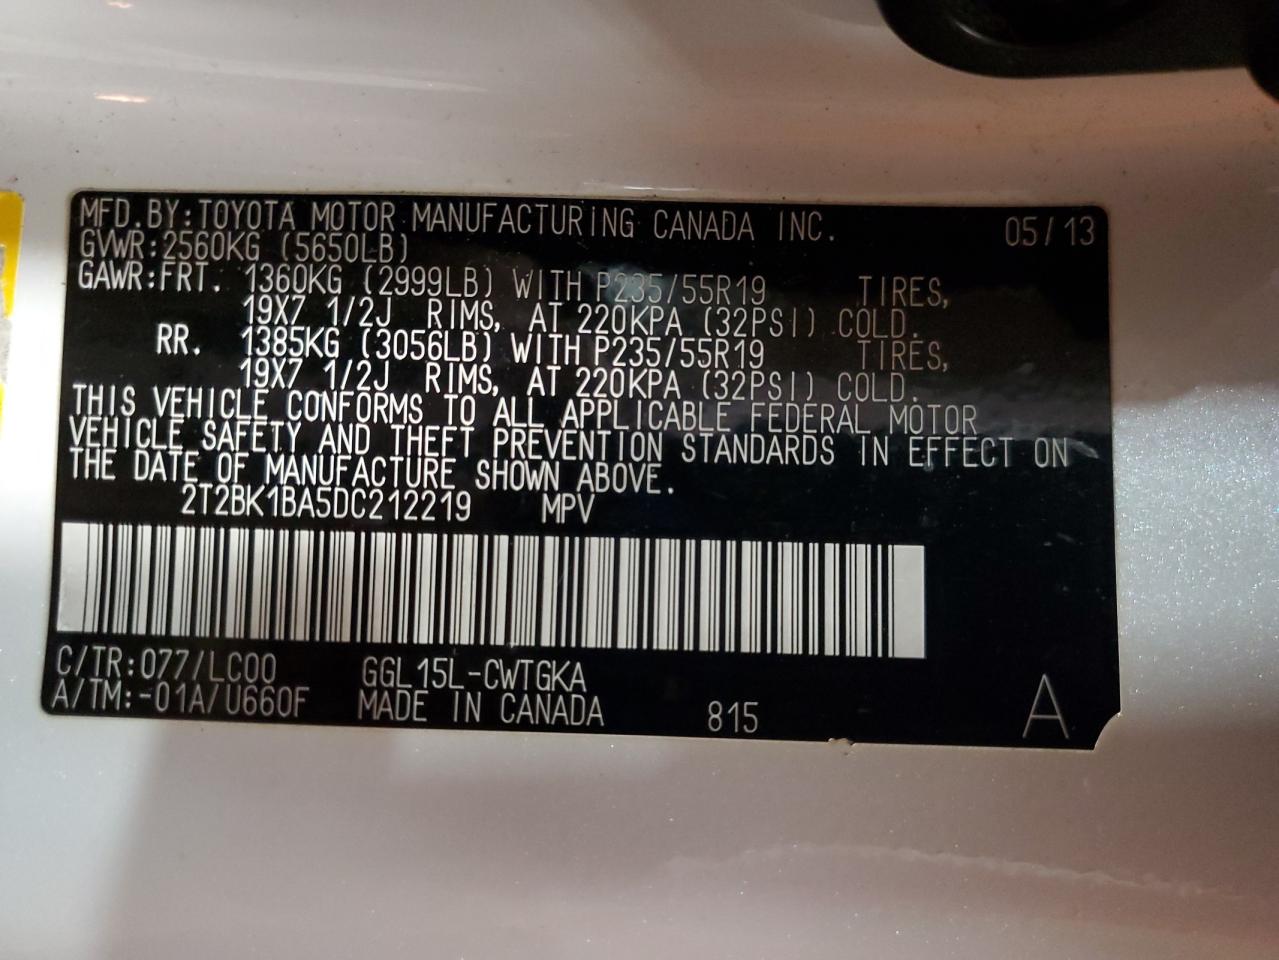 MFD.BY:TOYOTA MOTOR MANUFACTURING CANADA INC. 05/13
GVWR:2560KG (5650LB)
GAWR:FRT. 1360KG (2999LB) WITH P235/55R19 TIRES,
19X7 1/2J RIMS, AT 220KPA (32PSI) COLD.
RR. 1385KG (3056LB) WITH P235/55R19 TIRES,
19X7 1/2J RIMS, AT 220KPA (32PSI) COLD.
THIS VEHICLE CONFORMS TO ALL APPLICABLE FEDERAL MOTOR
VEHICLE SAFETY AND THEFT PREVENTION STANDARDS IN EFFECT ON
THE DATE OF MANUFACTURE SHOWN ABOVE.
2T2BK1BA5DC212219 MPV
C/TR:077/LC00 GGL15L-CWTGKA
A/TM:-01A/U660F MADE IN CANADA 815 A